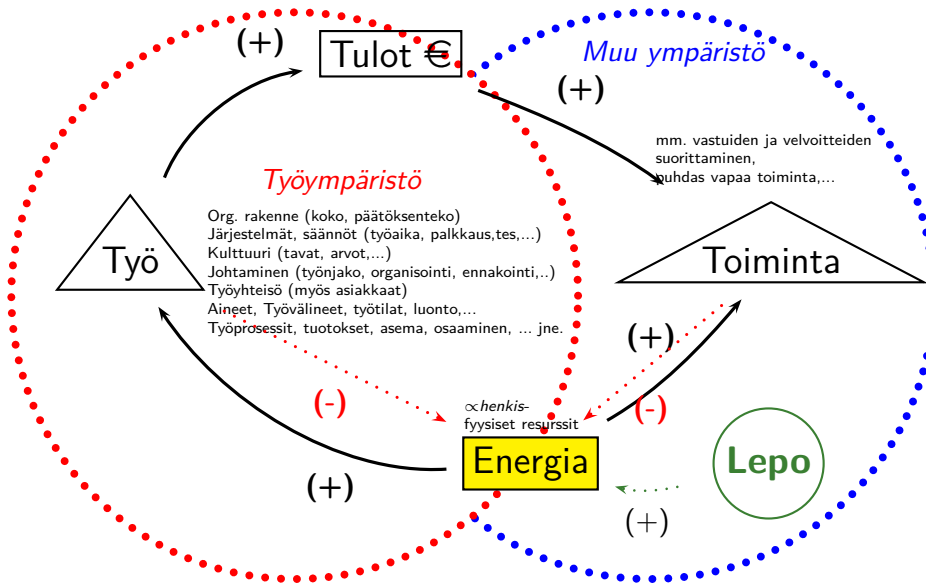 (+)
Tulot €
Muu ympäristö
(+)
mm. vastuiden ja velvoitteiden
suorittaminen,
puhdas vapaa toiminta,...
Työympäristö
Org. rakenne (koko, päätöksenteko)
Järjestelmät, säännöt (työaika, palkkaus,tes,...)
Kulttuuri (tavat, arvot,...)
Johtaminen (työnjako, organisointi, ennakointi,..)
Työyhteisö (myös asiakkaat)
Aineet, Työvälineet, työtilat, luonto,...
Työprosessit, tuotokset, asema, osaaminen, ... jne.
Työ
Toiminta
(+)
(-)
(-)
∝henkis-
fyysiset resurssit
Energia
Lepo
(+)
(+)